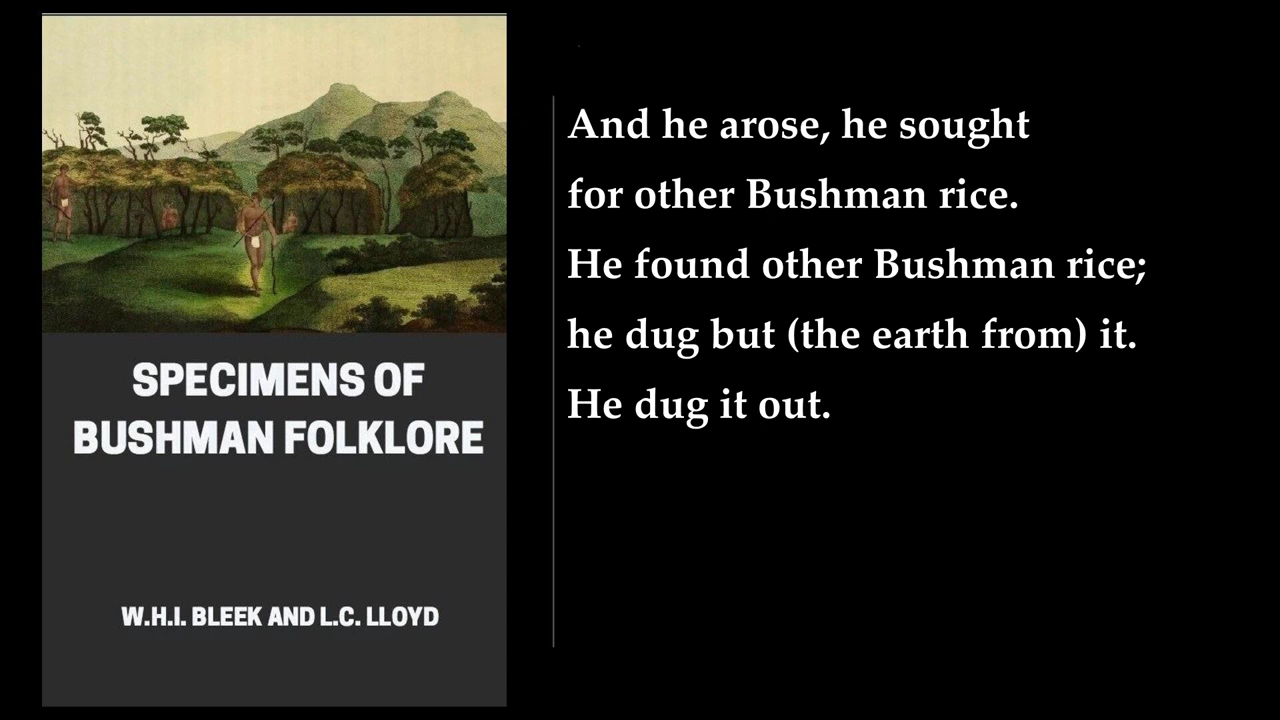 SPECIMENS OF
BUSHMAN FOLKLORE
W.H.I. BLEEK AND L.C. LLOYD
And he arose, he sought
for other Bushman rice.
He found other Bushman rice;
he dug but (the earth from) it.
He dug it out.